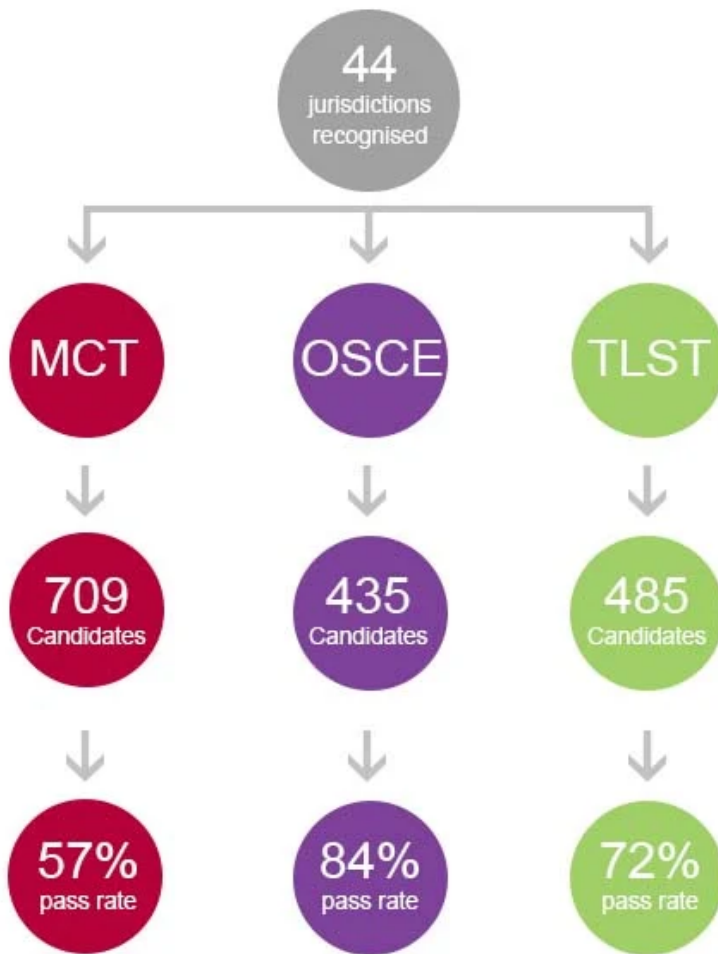 44
jurisdictions
recognised
MCT
OSCE
TLST
709
Candidates
435
Candidates
485
Candidates
57%
pass rate
84%
pass rate
72%
pass rate